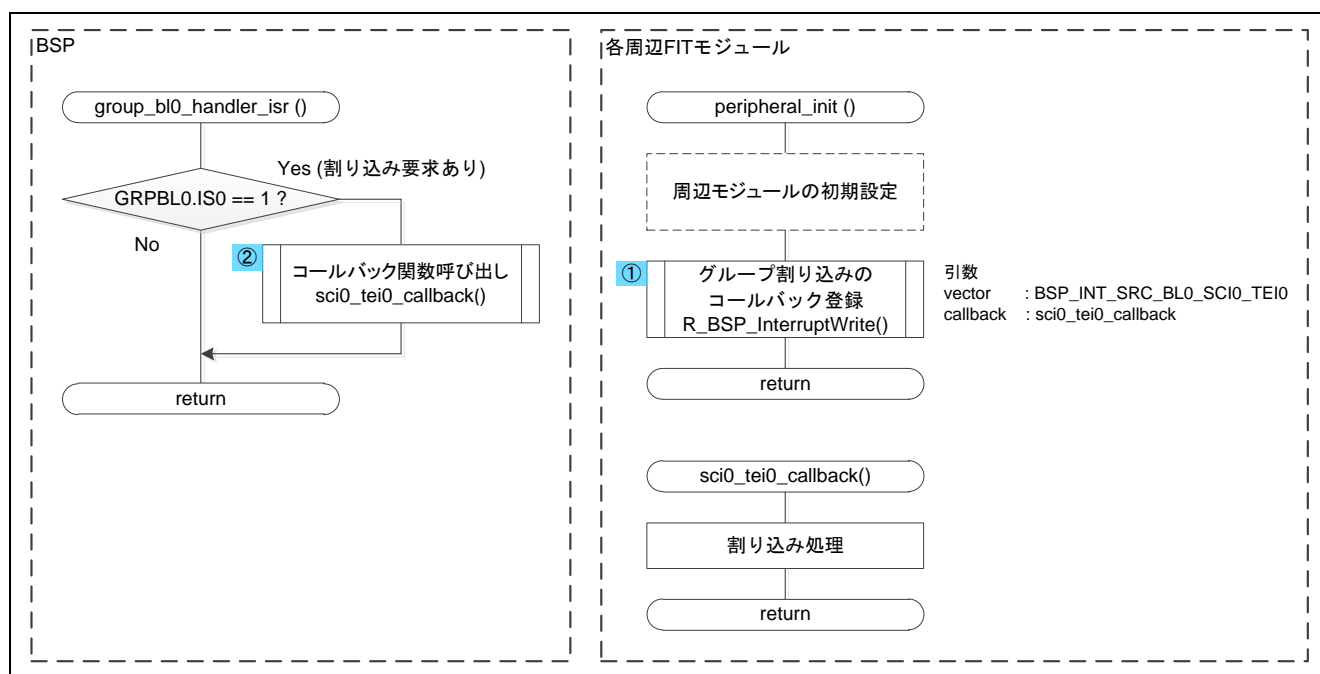 BSP
group_bl0_handler_isr ()
Yes (割り込み要求あり)
GRPBL0.IS0 == 1 ?
No
②
コールバック関数呼び出し
sci0_tei0_callback()
return
各周辺FITモジュール
peripheral_init ()
周辺モジュールの初期設定
①
グループ割り込みの
コールバック登録
R_BSP_InterruptWrite()
引数
vector : BSP_INT_SRC_BL0_SCI0_TEI0
callback : sci0_tei0_callback
return
sci0_tei0_callback()
割り込み処理
return